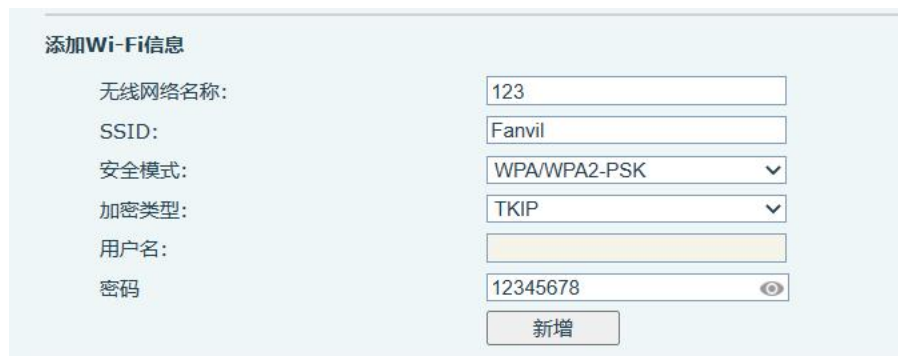 添加Wi-Fi信息
无线网络名称: 123
SSID: Fanvil
安全模式: WPA/WPA2-PSK
加密类型: TKIP
用户名:
密码 12345678
新增